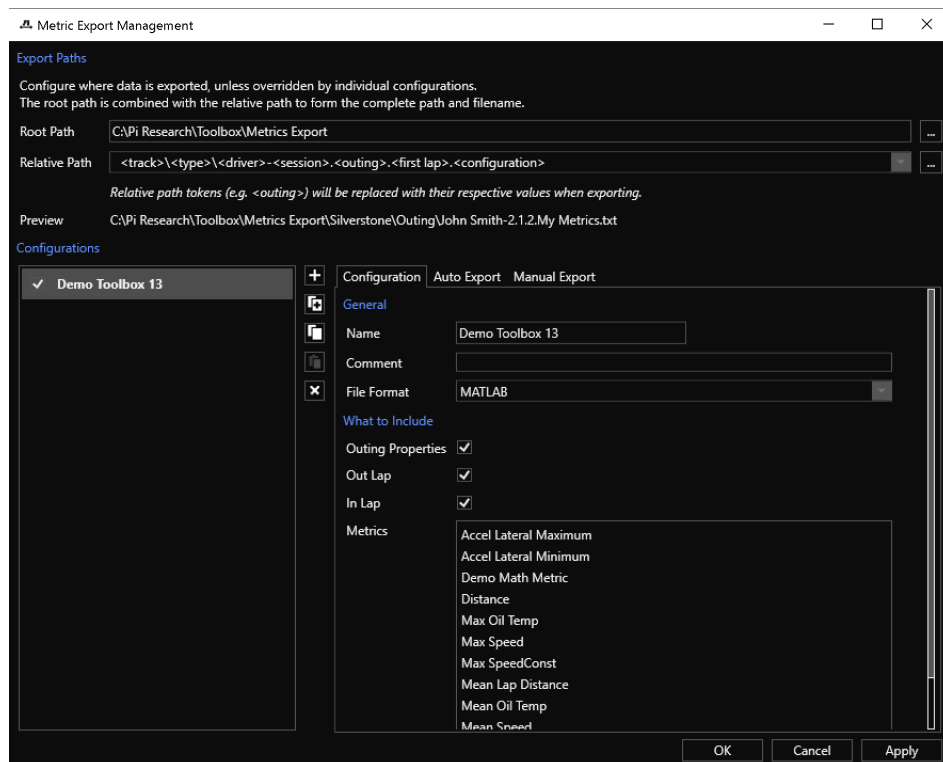 Metric Export Management
Export Paths
Configure where data is exported, unless overridden by individual configurations.
The root path is combined with the relative path to form the complete path and filename.
Root Path C:\Pi Research\Toolbox\Metrics Export ...
Relative Path <track>\<type>\<driver>-<session>.<outing>.<first lap>.<configuration> ...
Relative path tokens (e.g. <outing>) will be replaced with their respective values when exporting.
Preview C:\Pi Research\Toolbox\Metrics Export\Silverstone\Outing\John Smith-2.1.2.My Metrics.txt
Configurations
Demo Toolbox 13
Configuration Auto Export Manual Export
General
Name Demo Toolbox 13
Comment
File Format MATLAB
What to Include
Outing Properties
Out Lap
In Lap
Metrics
Accel Lateral Maximum
Accel Lateral Minimum
Demo Math Metric
Distance
Max Oil Temp
Max Speed
Max SpeedConst
Mean Lap Distance
Mean Oil Temp
Mean Speed
OK Cancel Apply